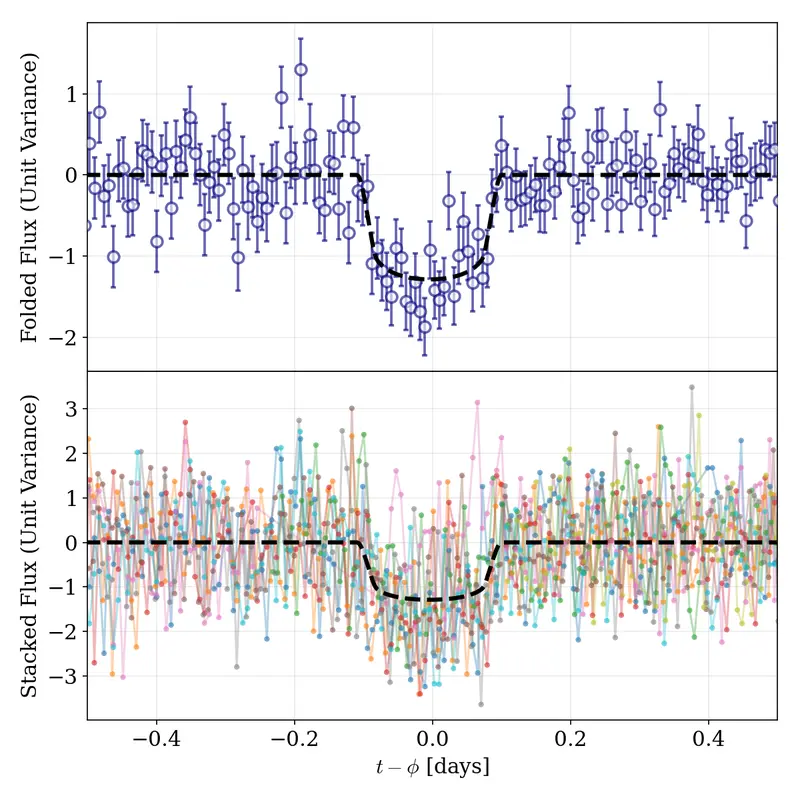 Folded Flux (Unit Variance)
1
0
−1
−2
Stacked Flux (Unit Variance)
3
2
1
0
−1
−2
−3
−0.4 −0.2 0.0 0.2 0.4
t − ϕ [days]